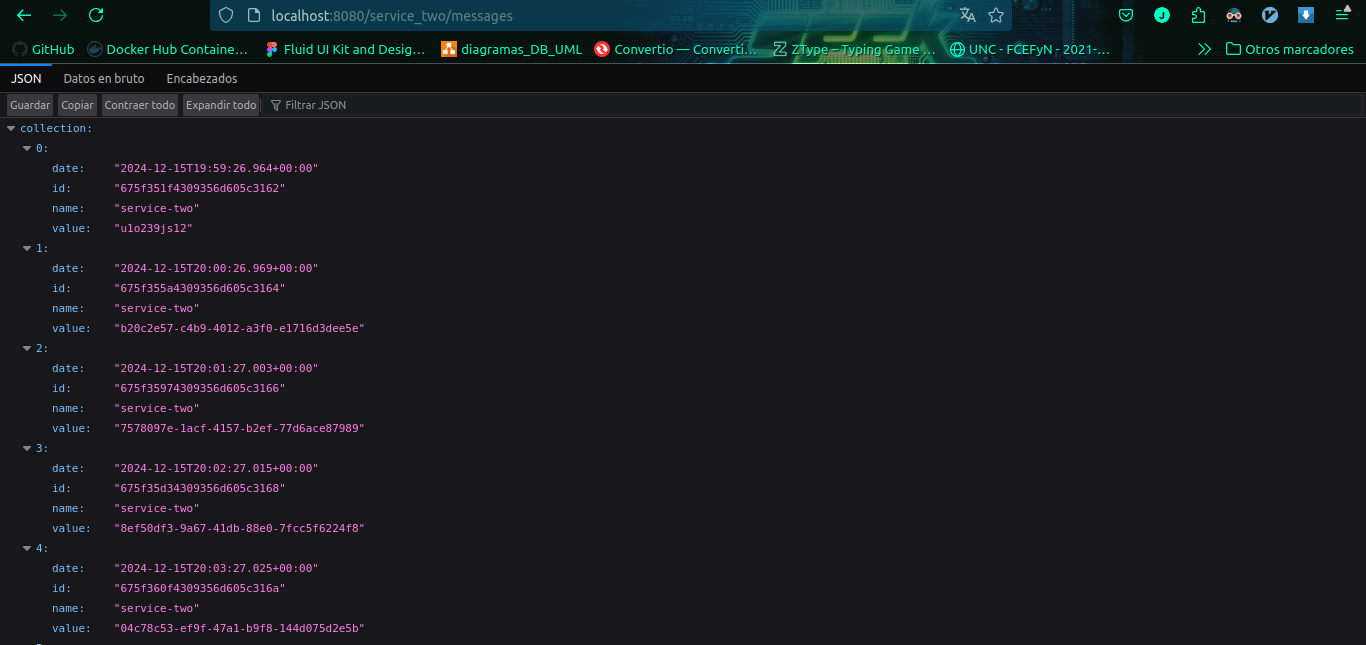 localhost:8080/service_two/messages
GitHub Docker Hub Containe… Fluid UI Kit and Desig… diagramas_DB_UML Convertio — Converti… ZType – Typing Game … UNC - FCEFyN - 2021-… Otros marcadores
JSON Datos en bruto Encabezados
Guardar Copiar Contraer todo Expandir todo Filtrar JSON
collection:
0:
date: "2024-12-15T19:59:26.964+00:00"
id: "675f351f4309356d605c3162"
name: "service-two"
value: "u1o239js12"
1:
date: "2024-12-15T20:00:26.969+00:00"
id: "675f355a4309356d605c3164"
name: "service-two"
value: "b20c2e57-c4b9-4012-a3f0-e1716d3dee5e"
2:
date: "2024-12-15T20:01:27.003+00:00"
id: "675f35974309356d605c3166"
name: "service-two"
value: "7578097e-1acf-4157-b2ef-77d6ace87989"
3:
date: "2024-12-15T20:02:27.015+00:00"
id: "675f35d34309356d605c3168"
name: "service-two"
value: "8ef50df3-9a67-41db-88e0-7fcc5f6224f8"
4:
date: "2024-12-15T20:03:27.025+00:00"
id: "675f360f4309356d605c316a"
name: "service-two"
value: "04c78c53-ef9f-47a1-b9f8-144d075d2e5b"